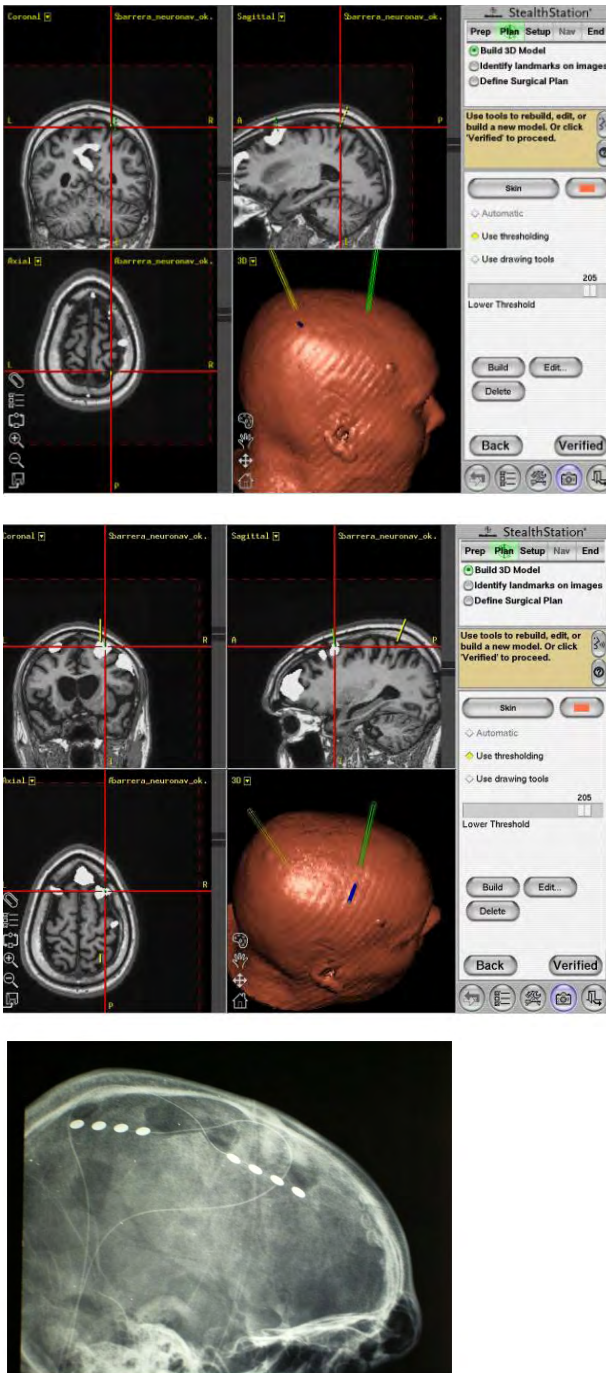 Coronal
Sbarrera_neuronav_ok.
Sagittal
Sbarrera_neuronav_ok.
L
R
A
P
Axial
Abarrera_neuronav_ok.
3D
L
R
P
StealthStation
Prep Plan Setup Nav End
Build 3D Model
Identify landmarks on images
Define Surgical Plan
Use tools to rebuild, edit, or
build a new model. Or click
'Verified' to proceed.
Skin
Automatic
Use thresholding
Use drawing tools
205
Lower Threshold
Build Edit...
Delete
Back Verified
Coronal
Sbarrera_neuronav_ok.
Sagittal
Sbarrera_neuronav_ok.
R
A
P
Axial
Abarrera_neuronav_ok.
3D
R
P
StealthStation
Prep Plan Setup Nav End
Build 3D Model
Identify landmarks on images
Define Surgical Plan
Use tools to rebuild, edit, or
build a new model. Or click
'Verified' to proceed.
Skin
Automatic
Use thresholding
Use drawing tools
205
Lower Threshold
Build Edit...
Delete
Back Verified